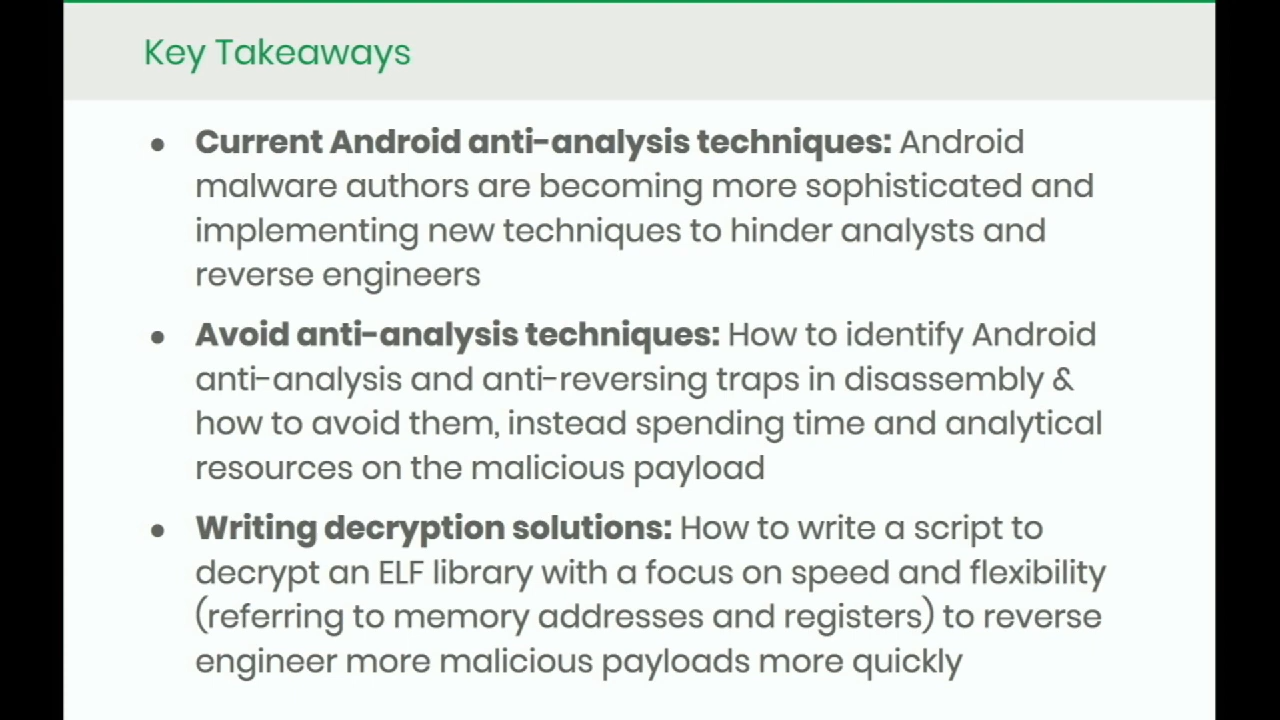 Key Takeaways
• Current Android anti-analysis techniques: Android
malware authors are becoming more sophisticated and
implementing new techniques to hinder analysts and
reverse engineers
• Avoid anti-analysis techniques: How to identify Android
anti-analysis and anti-reversing traps in disassembly &
how to avoid them, instead spending time and analytical
resources on the malicious payload
• Writing decryption solutions: How to write a script to
decrypt an ELF library with a focus on speed and flexibility
(referring to memory addresses and registers) to reverse
engineer more malicious payloads more quickly